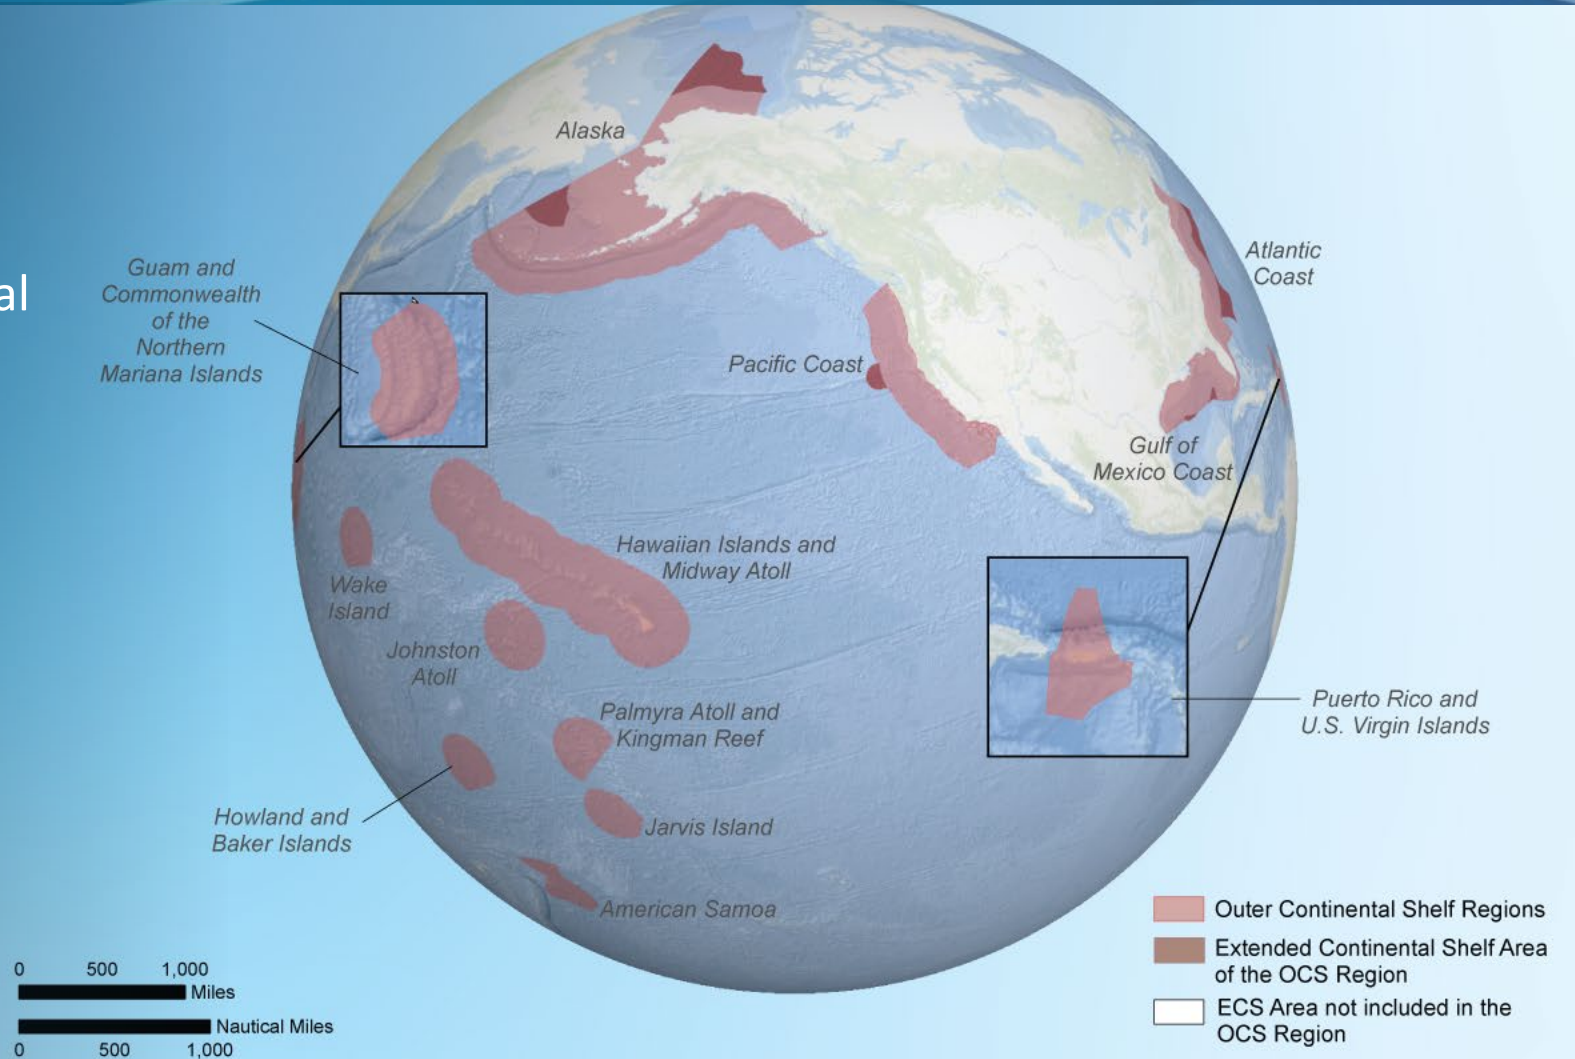 al
Alaska
Guam and
Commonwealth
of the
Northern
Mariana Islands
Atlantic
Coast
Pacific Coast
Gulf of
Mexico Coast
Hawaiian Islands and
Midway Atoll
Wake
Island
Johnston
Atoll
Palmyra Atoll and
Kingman Reef
Puerto Rico and
U.S. Virgin Islands
Howland and
Baker Islands
Jarvis Island
American Samoa
Outer Continental Shelf Regions
Extended Continental Shelf Area
of the OCS Region
ECS Area not included in the
OCS Region
0 500 1,000
Miles
Nautical Miles
0 500 1,000